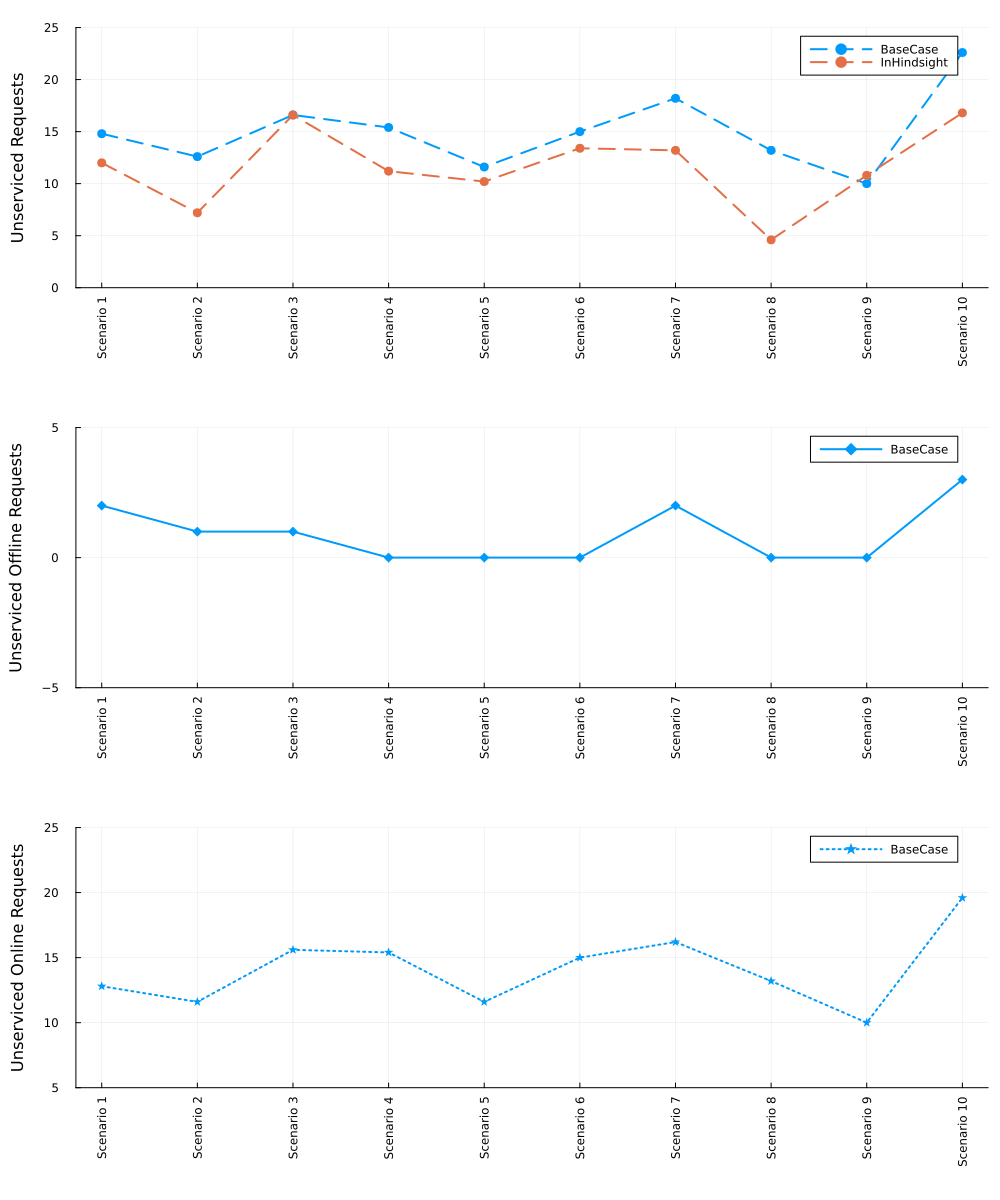 25
20
15
10
5
0
Unserviced Requests
BaseCase
InHindsight
Scenario 1
Scenario 2
Scenario 3
Scenario 4
Scenario 5
Scenario 6
Scenario 7
Scenario 8
Scenario 9
Scenario 10
5
0
−5
Unserviced Offline Requests
BaseCase
Scenario 1
Scenario 2
Scenario 3
Scenario 4
Scenario 5
Scenario 6
Scenario 7
Scenario 8
Scenario 9
Scenario 10
25
20
15
10
5
Unserviced Online Requests
BaseCase
Scenario 1
Scenario 2
Scenario 3
Scenario 4
Scenario 5
Scenario 6
Scenario 7
Scenario 8
Scenario 9
Scenario 10